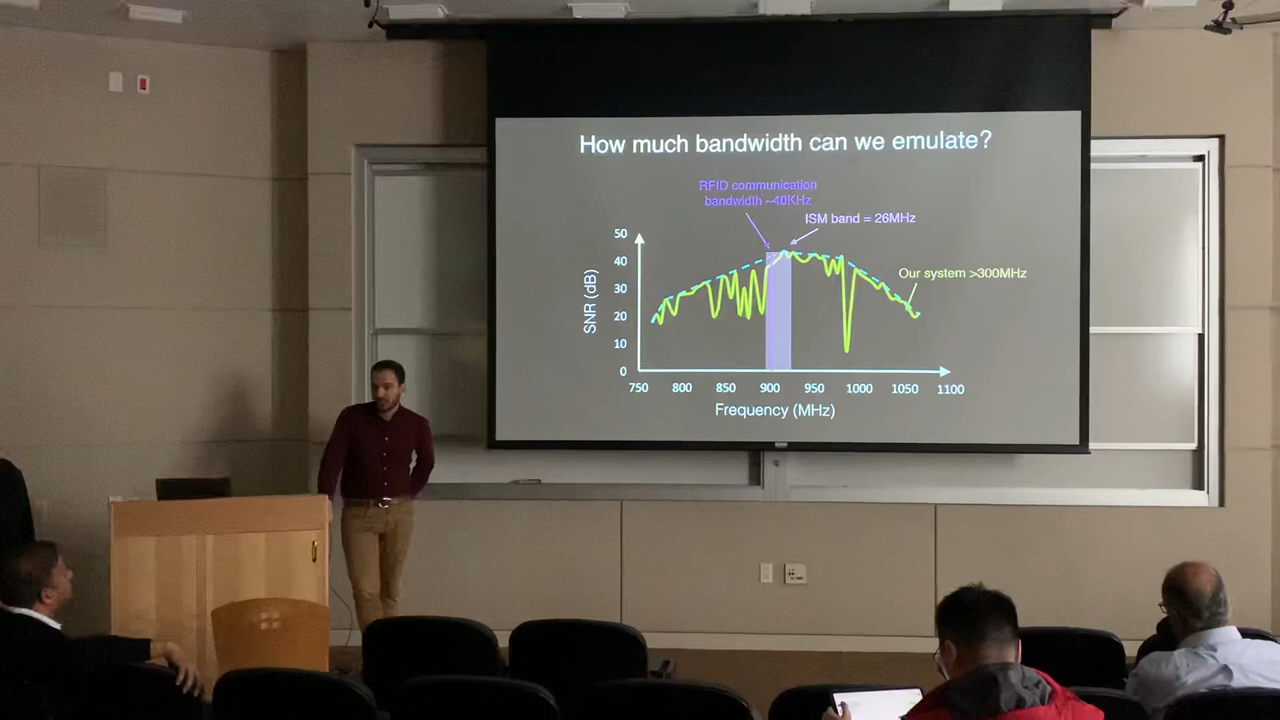 How much bandwidth can we emulate?
RFID communication
bandwidth ~40KHz
ISM band = 26MHz
Our system >300MHz
SNR (dB)
50
40
30
20
10
0
750 800 850 900 950 1000 1050 1100
Frequency (MHz)